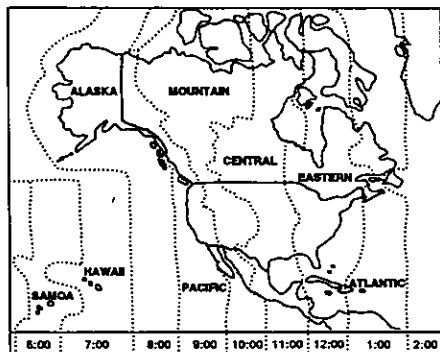 ALASKA MOUNTAIN
CENTRAL
EASTERN
HAWAII
SAMOA PACIFIC ATLANTIC
6:00 7:00 8:00 9:00 10:00 11:00 12:00 1:00 2:00